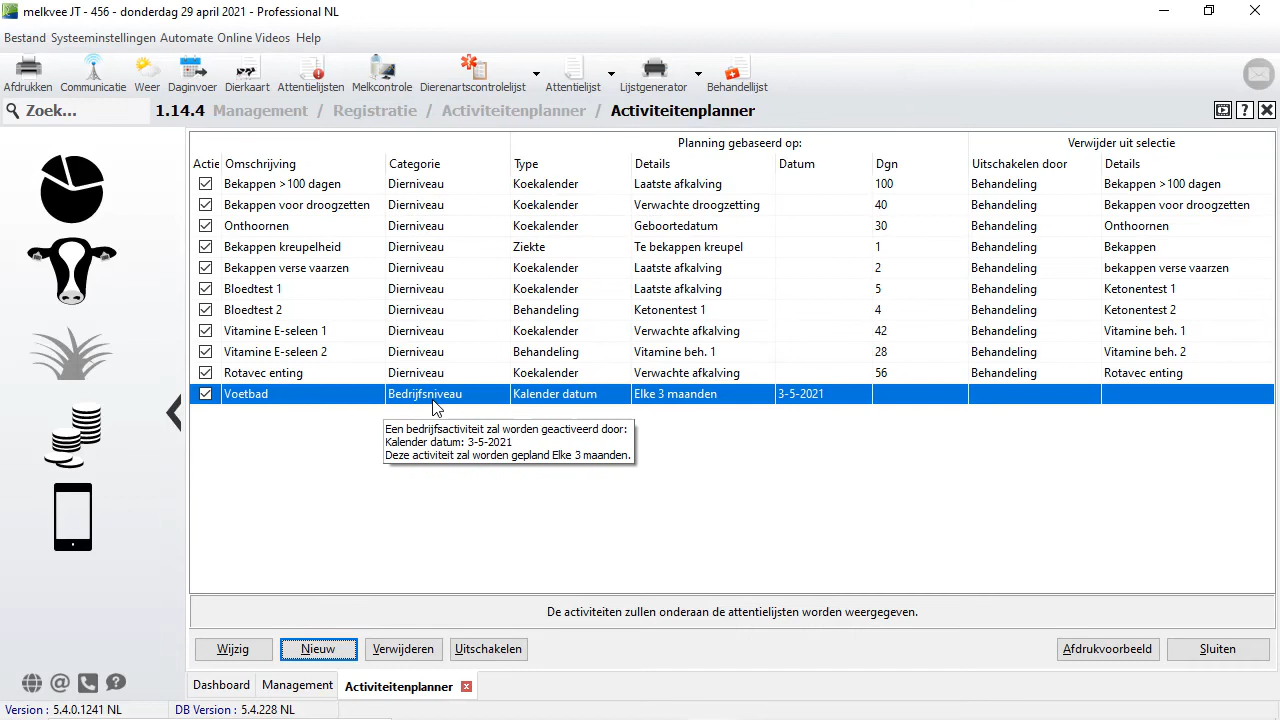 melkvee JT - 456 - donderdag 29 april 2021 - Professional NL
Bestand Systeeminstellingen Automate Online Videos Help
Afdrukken Communicatie Weer Daginvoer Dierkaart Attentielijsten Melkcontrole Dierenartscontrolelijst Attentielijst Lijstgenerator Behandellijst
Zoek... 1.14.4 Management / Registratie / Activiteitenplanner / Activiteitenplanner
Planning gebaseerd op: Verwijder uit selectie
Actie Omschrijving Categorie Type Details Datum Dgn Uitschakelen door Details
Bekappen >100 dagen Dierniveau Koekalender Laatste afkalving 100 Behandeling Bekappen >100 dagen
Bekappen voor droogzetten Dierniveau Koekalender Verwachte droogzetting 40 Behandeling Bekappen voor droogzetten
Onthoornen Dierniveau Koekalender Geboortedatum 30 Behandeling Onthoornen
Bekappen kreupelheid Dierniveau Ziekte Te bekappen kreupel 1 Behandeling Bekappen
Bekappen verse vaarzen Dierniveau Koekalender Laatste afkalving 2 Behandeling bekappen verse vaarzen
Bloedtest 1 Dierniveau Koekalender Laatste afkalving 5 Behandeling Ketonentest 1
Bloedtest 2 Dierniveau Behandeling Ketonentest 1 4 Behandeling Ketonentest 2
Vitamine E-seleen 1 Dierniveau Koekalender Verwachte afkalving 42 Behandeling Vitamine beh. 1
Vitamine E-seleen 2 Dierniveau Behandeling Vitamine beh. 1 28 Behandeling Vitamine beh. 2
Rotavec enting Dierniveau Koekalender Verwachte afkalving 56 Behandeling Rotavec enting
Voetbad Bedrijfsniveau Kalender datum Elke 3 maanden 3-5-2021
Een bedrijfsactiviteit zal worden geactiveerd door:
Kalender datum: 3-5-2021
Deze activiteit zal worden gepland Elke 3 maanden.
De activiteiten zullen onderaan de attentielijsten worden weergegeven.
Wijzig Nieuw Verwijderen Uitschakelen Afdrukvoorbeeld Sluiten
Dashboard Management Activiteitenplanner
Version : 5.4.0.1241 NL DB Version : 5.4.228 NL